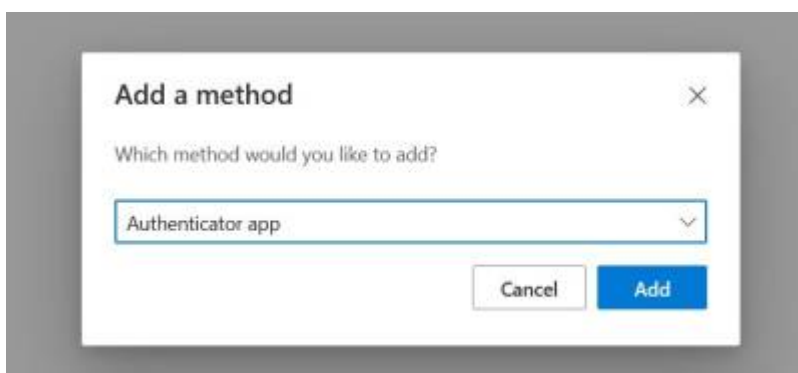 Add a method
Which method would you like to add?
Authenticator app
Cancel Add